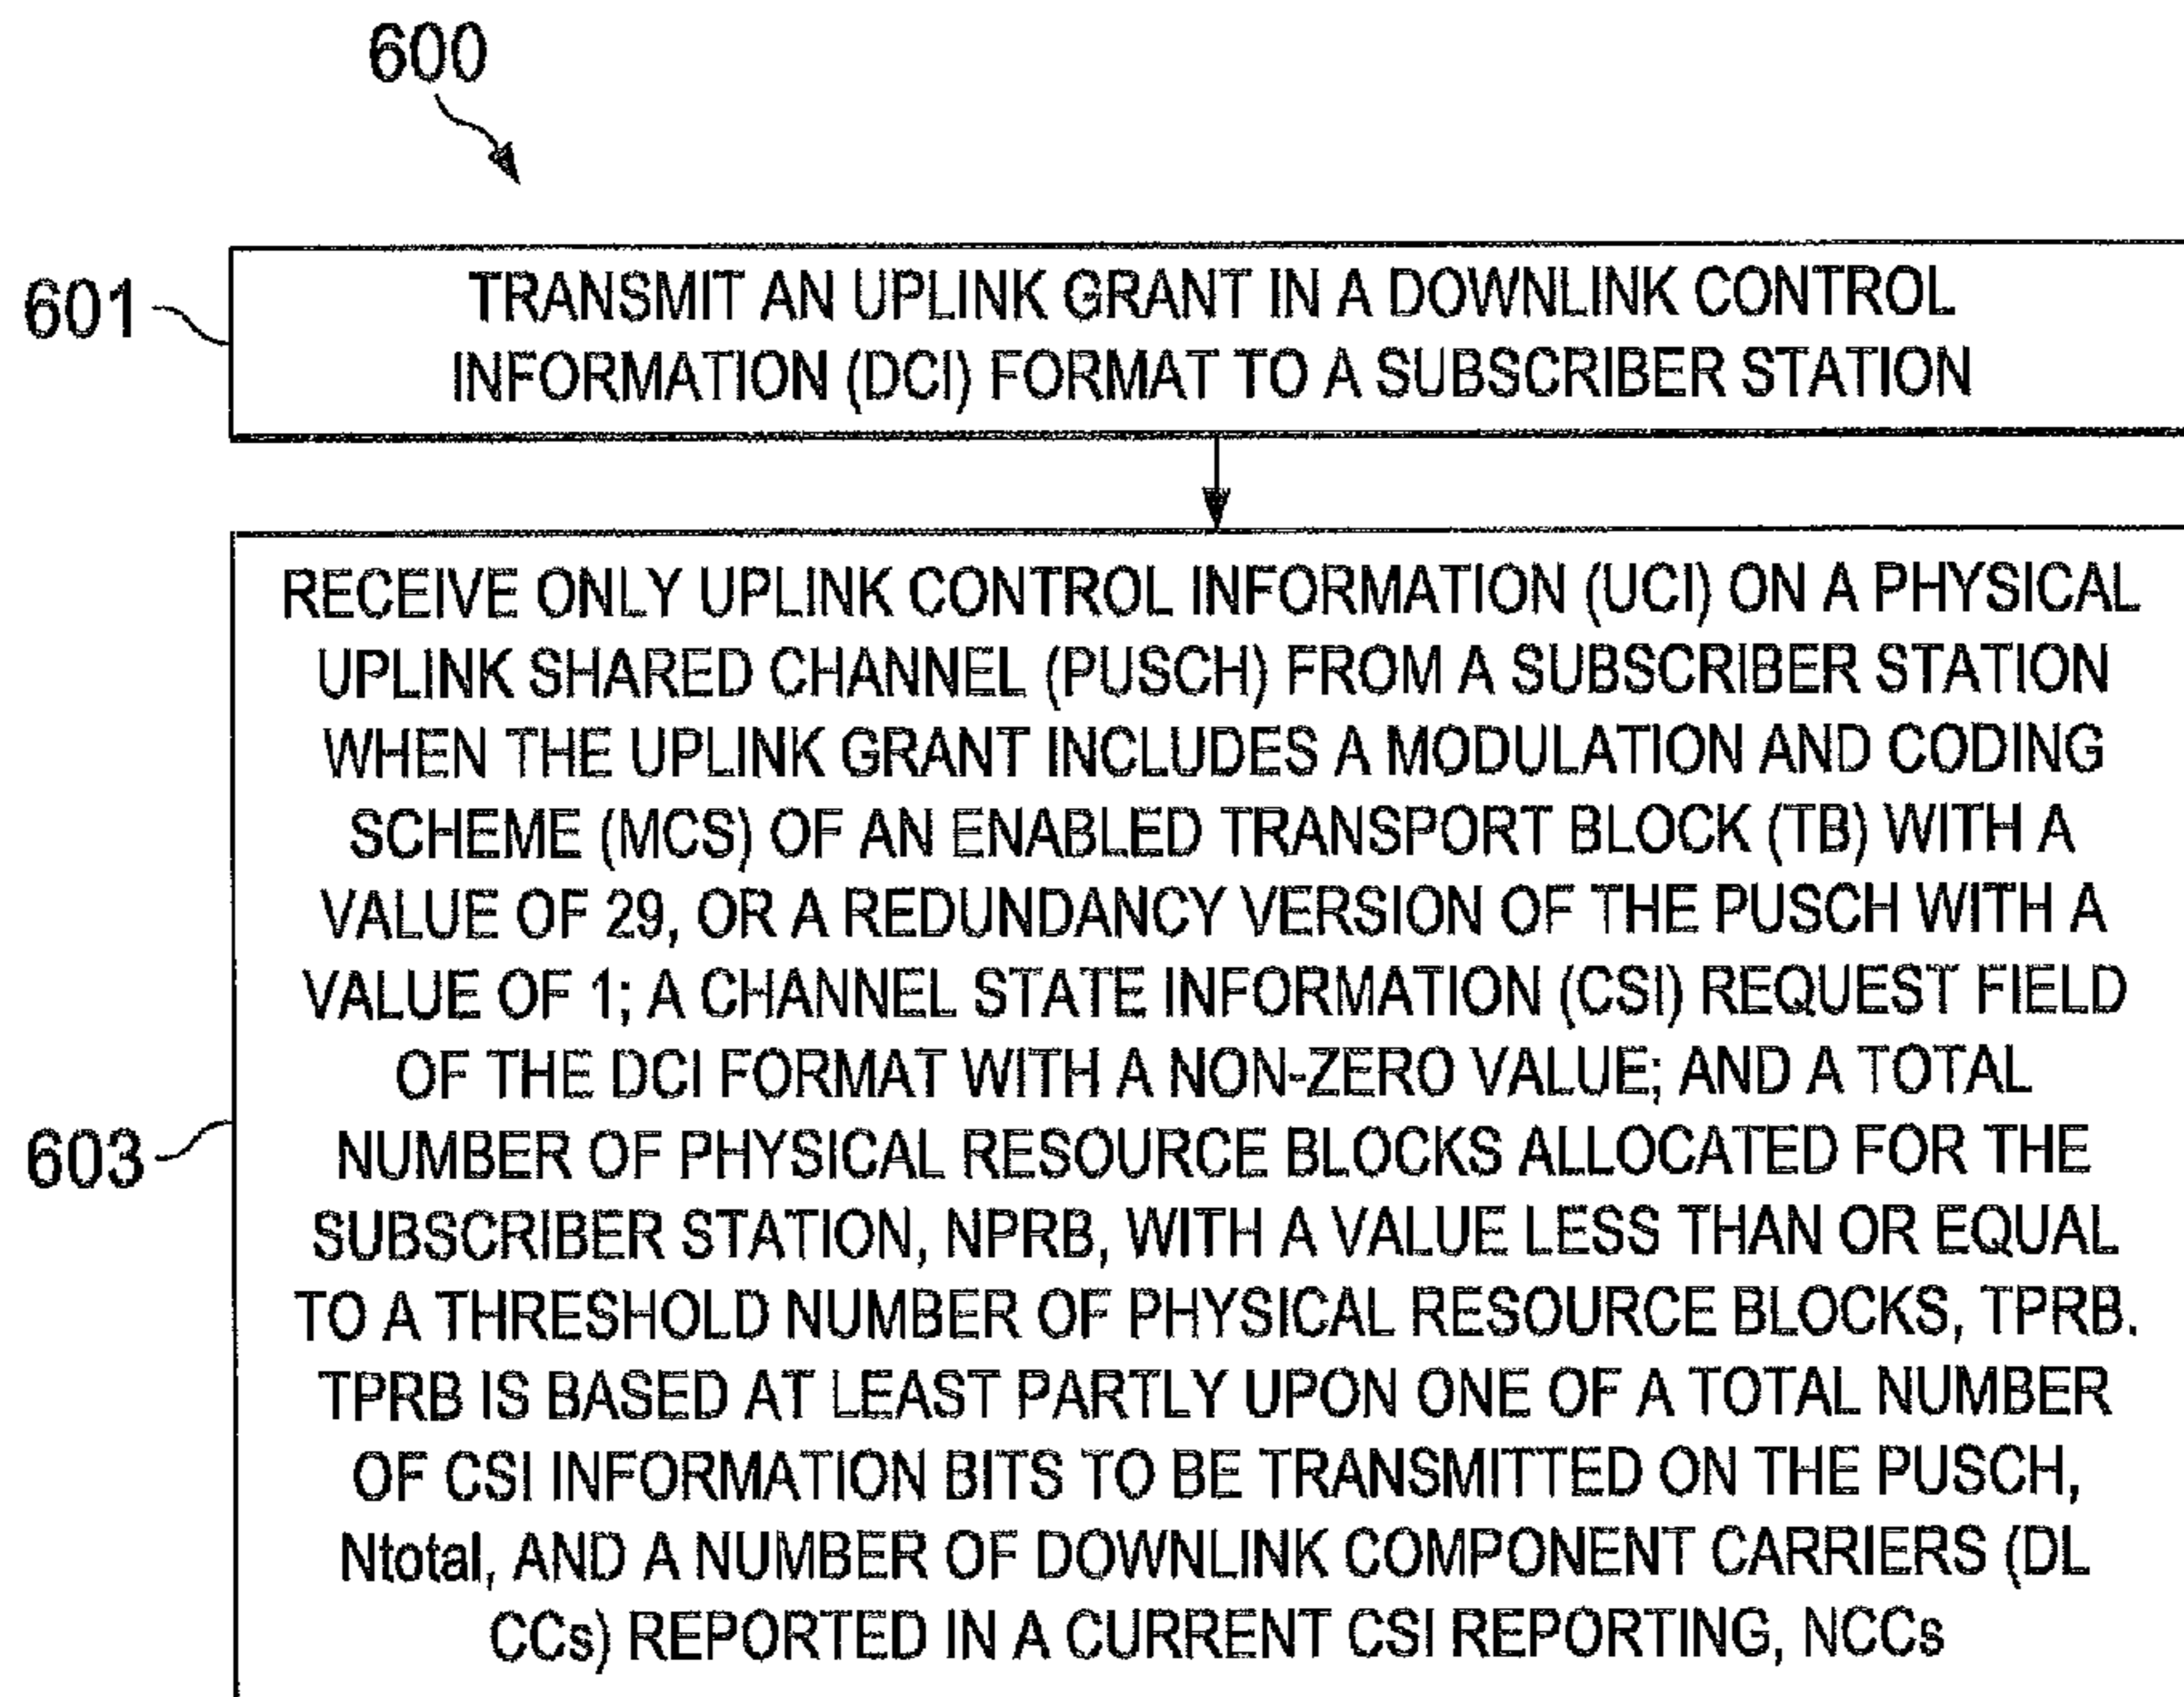 600
601
TRANSMIT AN UPLINK GRANT IN A DOWNLINK CONTROL
INFORMATION (DCI) FORMAT TO A SUBSCRIBER STATION
603
RECEIVE ONLY UPLINK CONTROL INFORMATION (UCI) ON A PHYSICAL
UPLINK SHARED CHANNEL (PUSCH) FROM A SUBSCRIBER STATION
WHEN THE UPLINK GRANT INCLUDES A MODULATION AND CODING
SCHEME (MCS) OF AN ENABLED TRANSPORT BLOCK (TB) WITH A
VALUE OF 29, OR A REDUNDANCY VERSION OF THE PUSCH WITH A
VALUE OF 1; A CHANNEL STATE INFORMATION (CSI) REQUEST FIELD
OF THE DCI FORMAT WITH A NON-ZERO VALUE; AND A TOTAL
NUMBER OF PHYSICAL RESOURCE BLOCKS ALLOCATED FOR THE
SUBSCRIBER STATION, NPRB, WITH A VALUE LESS THAN OR EQUAL
TO A THRESHOLD NUMBER OF PHYSICAL RESOURCE BLOCKS, TPRB.
TPRB IS BASED AT LEAST PARTLY UPON ONE OF A TOTAL NUMBER
OF CSI INFORMATION BITS TO BE TRANSMITTED ON THE PUSCH,
Ntotal, AND A NUMBER OF DOWNLINK COMPONENT CARRIERS (DL
CCs) REPORTED IN A CURRENT CSI REPORTING, NCCs